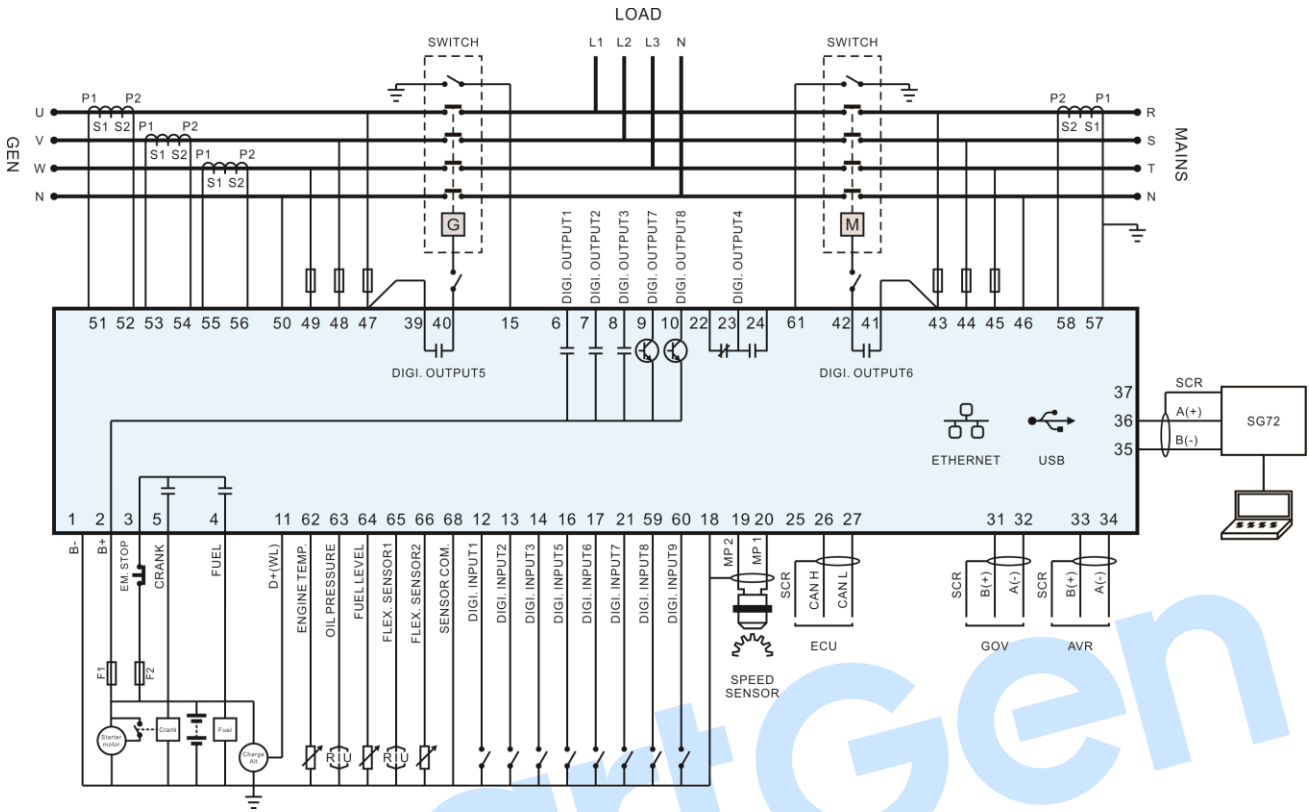 LOAD
SWITCH
L1 L2 L3 N
SWITCH
P1 P2
P2 P1
U
S1 S2
S2 S1
R
GEN
V
P1 P2
S1 S2
S
MAINS
W
P1 P2
S1 S2
T
N
N
G
M
DIGI. OUTPUT1
DIGI. OUTPUT2
DIGI. OUTPUT3
DIGI. OUTPUT7
DIGI. OUTPUT8
DIGI. OUTPUT4
51 52 53 54 55 56 50 49 48 47 39 40 15 6 7 8 9 10 22 23 24 61 42 41 43 44 45 46 58 57
DIGI. OUTPUT5
DIGI. OUTPUT6
37
36
35
SCR
A(+)
B(-)
SG72
ETHERNET
USB
1 2 3 5 4 11 62 63 64 65 66 68 12 13 14 16 17 21 59 60 18 19 20 25 26 27 31 32 33 34
B-
B+
EM. STOP
CRANK
FUEL
D+(WL)
ENGINE TEMP.
OIL PRESSURE
FUEL LEVEL
FLEX. SENSOR1
FLEX. SENSOR2
SENSOR COM.
DIGI. INPUT1
DIGI. INPUT2
DIGI. INPUT3
DIGI. INPUT5
DIGI. INPUT6
DIGI. INPUT7
DIGI. INPUT8
DIGI. INPUT9
MP 2
MP 1
SCR
CAN H
CAN L
SCR
B(+)
A(-)
SCR
B(+)
A(-)
ECU
GOV
AVR
SPEED
SENSOR
F1
F2
Starter
motor
Crank
Fuel
Charge
Alt
R I U
R I U
artGen